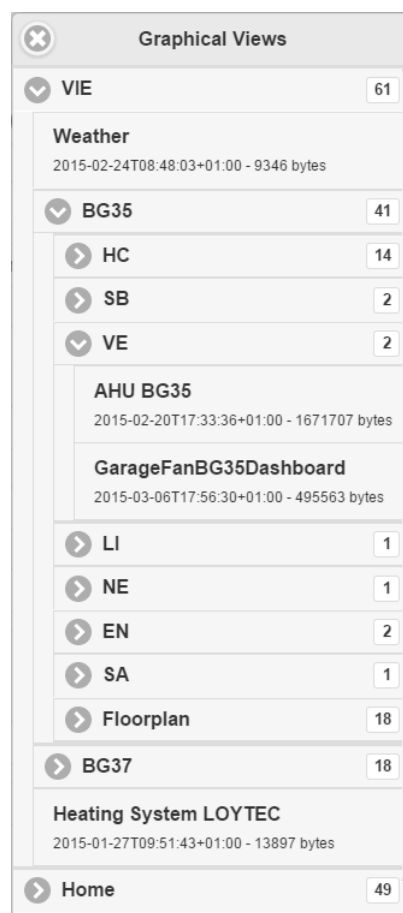 Graphical Views
VIE 61
Weather
2015-02-24T08:48:03+01:00 - 9346 bytes
BG35 41
HC 14
SB 2
VE 2
AHU BG35
2015-02-20T17:33:36+01:00 - 1671707 bytes
GarageFanBG35Dashboard
2015-03-06T17:56:30+01:00 - 495563 bytes
LI 1
NE 1
EN 2
SA 1
Floorplan 18
BG37 18
Heating System LOYTEC
2015-01-27T09:51:43+01:00 - 13897 bytes
Home 49